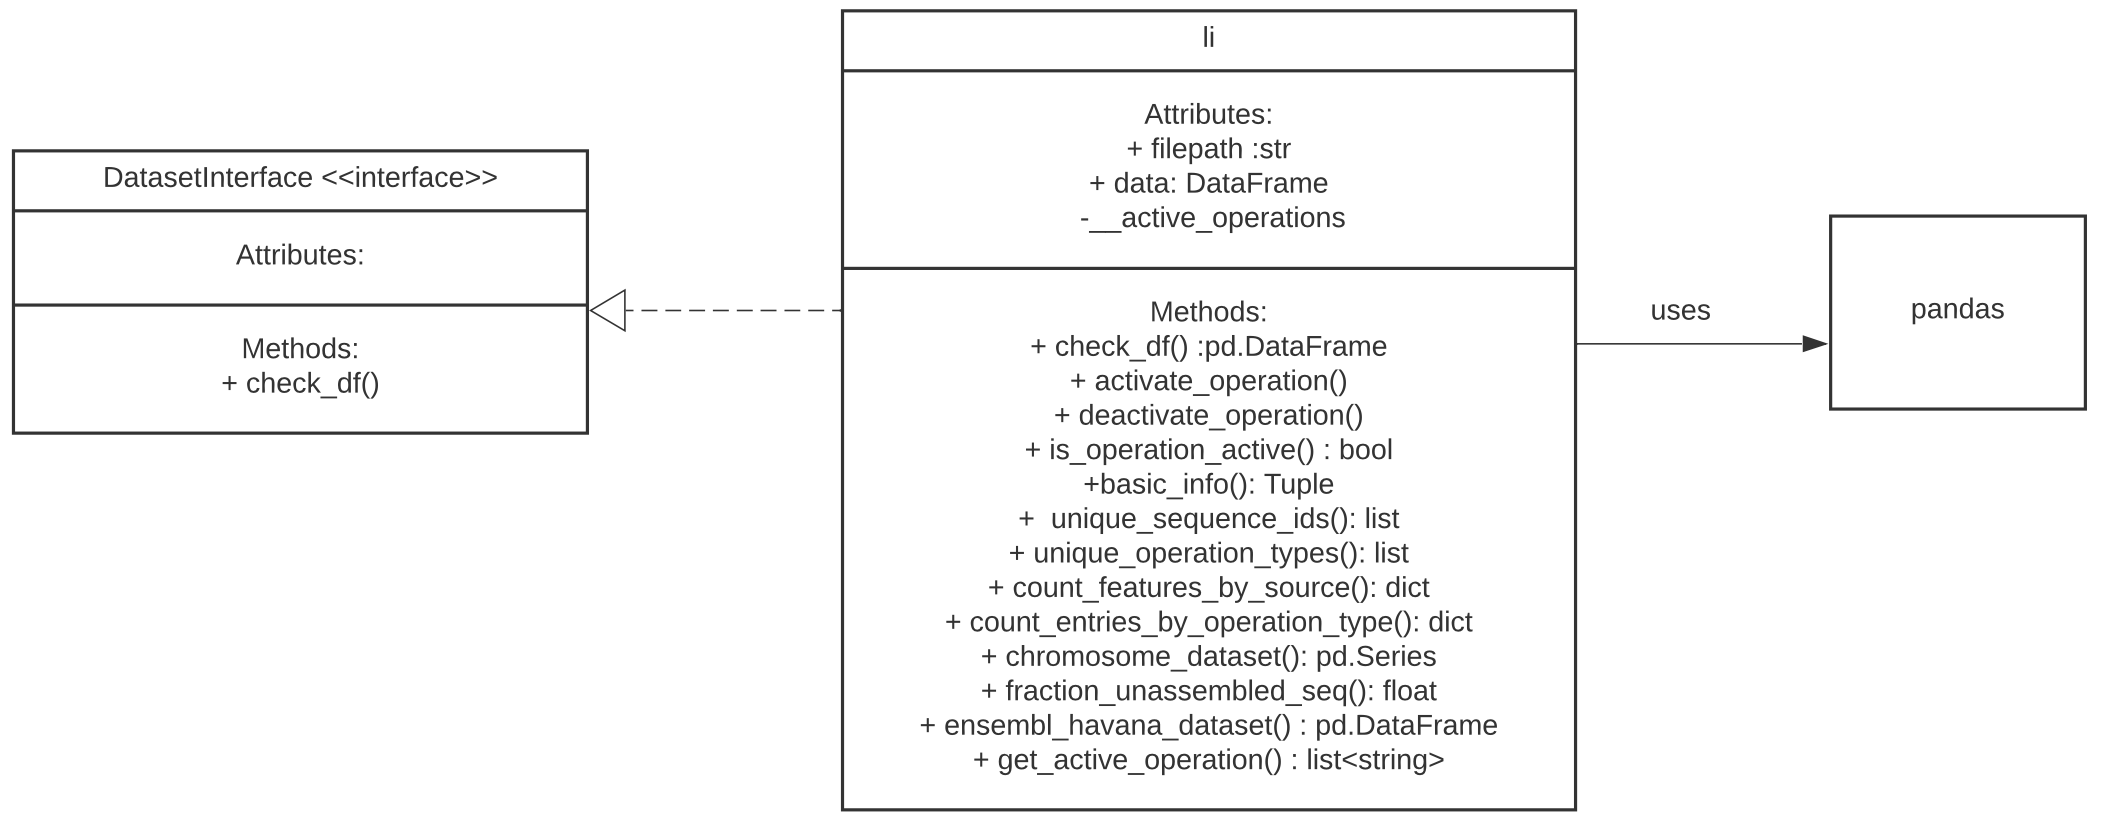 DatasetInterface <<interface>>
Attributes:
Methods:
+ check_df()
li
Attributes:
+ filepath :str
+ data: DataFrame
-__active_operations
Methods:
+ check_df() :pd.DataFrame
+ activate_operation()
+ deactivate_operation()
+ is_operation_active() : bool
+basic_info(): Tuple
+  unique_sequence_ids(): list
+ unique_operation_types(): list
+ count_features_by_source(): dict
+ count_entries_by_operation_type(): dict
+ chromosome_dataset(): pd.Series
+ fraction_unassembled_seq(): float
+ ensembl_havana_dataset() : pd.DataFrame
+ get_active_operation() : list<string>
uses
pandas